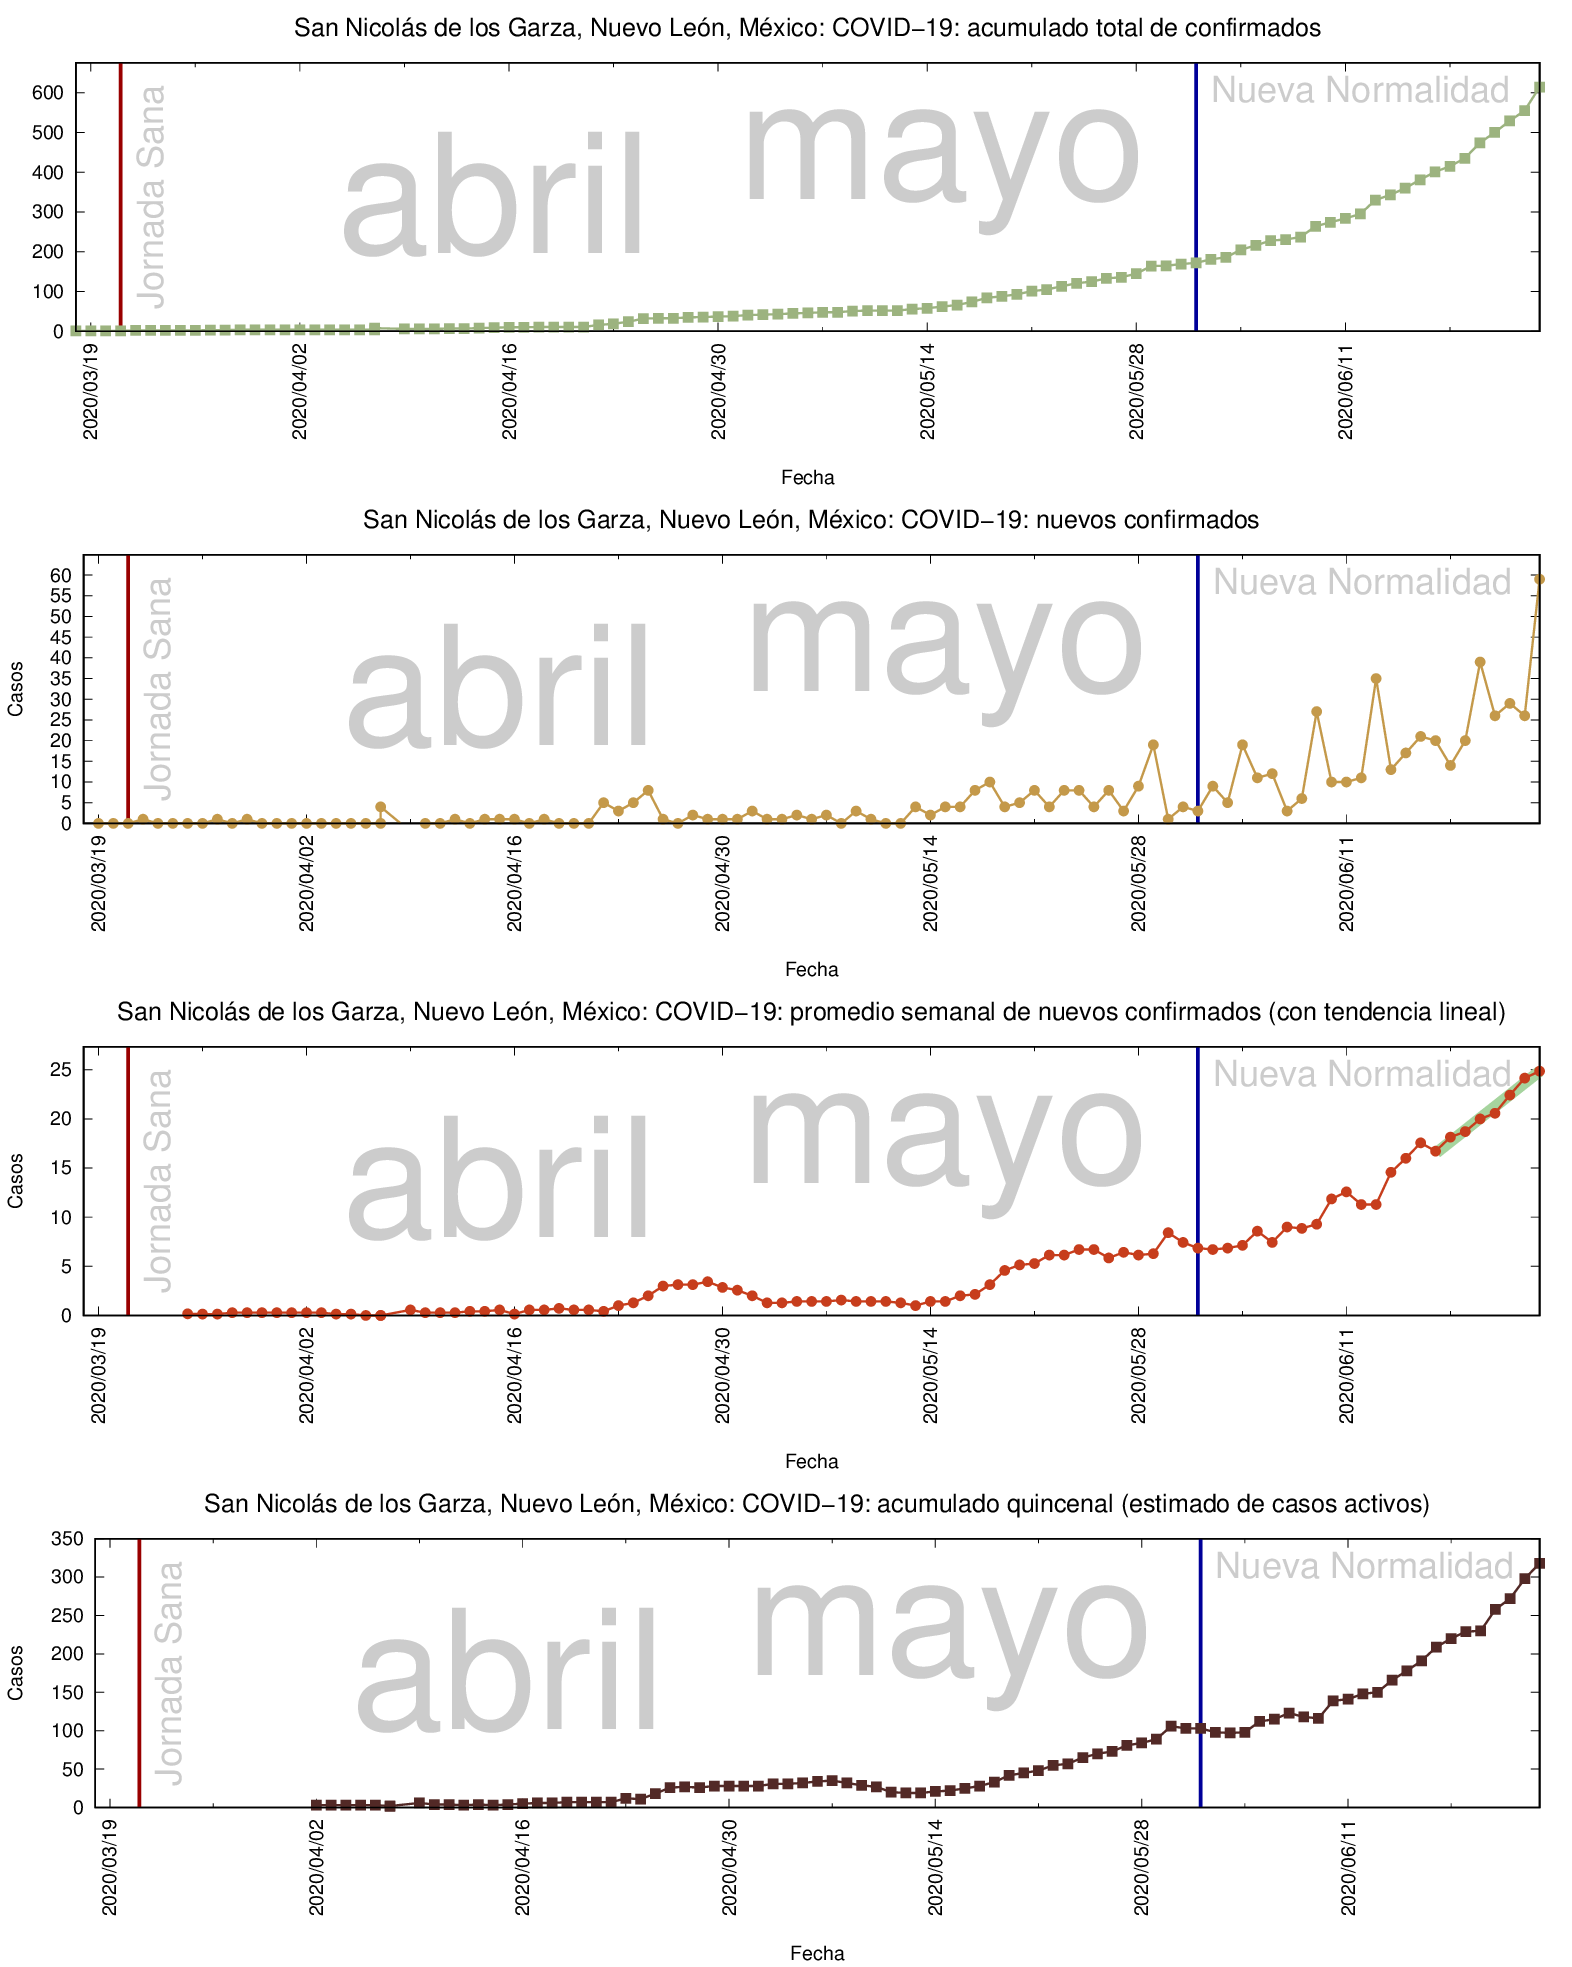 San Nicolás de los Garza, Nuevo León, México: COVID−19: acumulado total de confirmados
600
500
400
300
200
100
0
Jornada Sana
abril
mayo
Nueva Normalidad
2020/03/19
2020/04/02
2020/04/16
2020/04/30
2020/05/14
2020/05/28
2020/06/11
Fecha
San Nicolás de los Garza, Nuevo León, México: COVID−19: nuevos confirmados
Casos
60
55
50
45
40
35
30
25
20
15
10
5
0
Jornada Sana
abril
mayo
Nueva Normalidad
2020/03/19
2020/04/02
2020/04/16
2020/04/30
2020/05/14
2020/05/28
2020/06/11
Fecha
San Nicolás de los Garza, Nuevo León, México: COVID−19: promedio semanal de nuevos confirmados (con tendencia lineal)
Casos
25
20
15
10
5
0
Jornada Sana
abril
mayo
Nueva Normalidad
2020/03/19
2020/04/02
2020/04/16
2020/04/30
2020/05/14
2020/05/28
2020/06/11
Fecha
San Nicolás de los Garza, Nuevo León, México: COVID−19: acumulado quincenal (estimado de casos activos)
Casos
350
300
250
200
150
100
50
0
Jornada Sana
abril
mayo
Nueva Normalidad
2020/03/19
2020/04/02
2020/04/16
2020/04/30
2020/05/14
2020/05/28
2020/06/11
Fecha